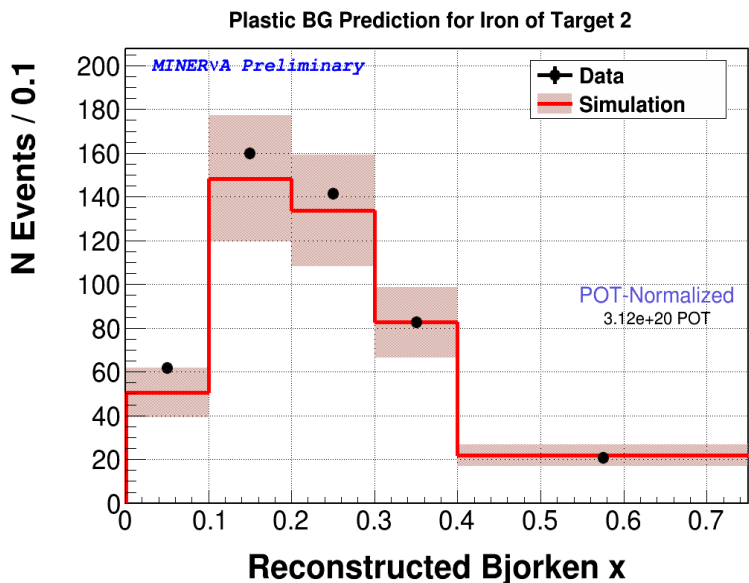 Plastic BG Prediction for Iron of Target 2
MINERνA Preliminary
Data
Simulation
N Events / 0.1
200
180
160
140
120
100
80
60
40
20
0
POT-Normalized
3.12e+20 POT
0 0.1 0.2 0.3 0.4 0.5 0.6 0.7
Reconstructed Bjorken x